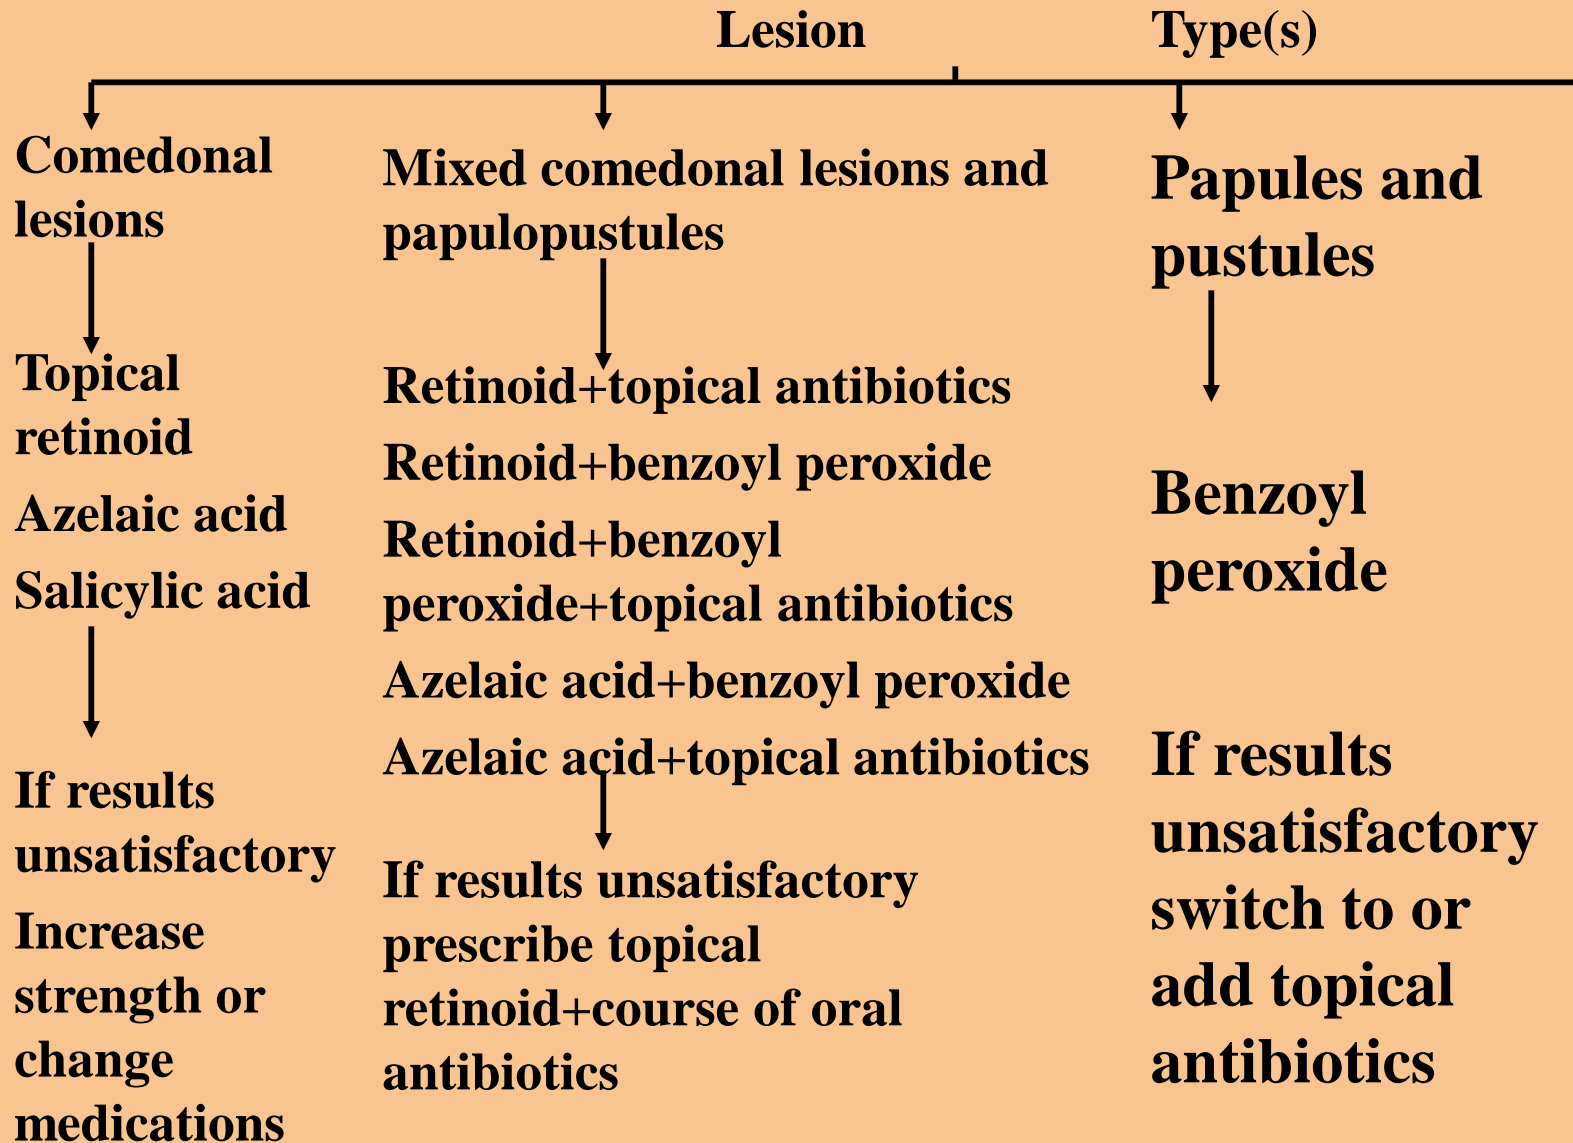 Lesion Type(s)
Comedonal
lesions
Topical
retinoid
Azelaic acid
Salicylic acid
If results
unsatisfactory
Increase
strength or
change
medications
Mixed comedonal lesions and
papulopustules
Retinoid+topical antibiotics
Retinoid+benzoyl peroxide
Retinoid+benzoyl
peroxide+topical antibiotics
Azelaic acid+benzoyl peroxide
Azelaic acid+topical antibiotics
If results unsatisfactory
prescribe topical
retinoid+course of oral
antibiotics
Papules and
pustules
Benzoyl
peroxide
If results
unsatisfactory
switch to or
add topical
antibiotics